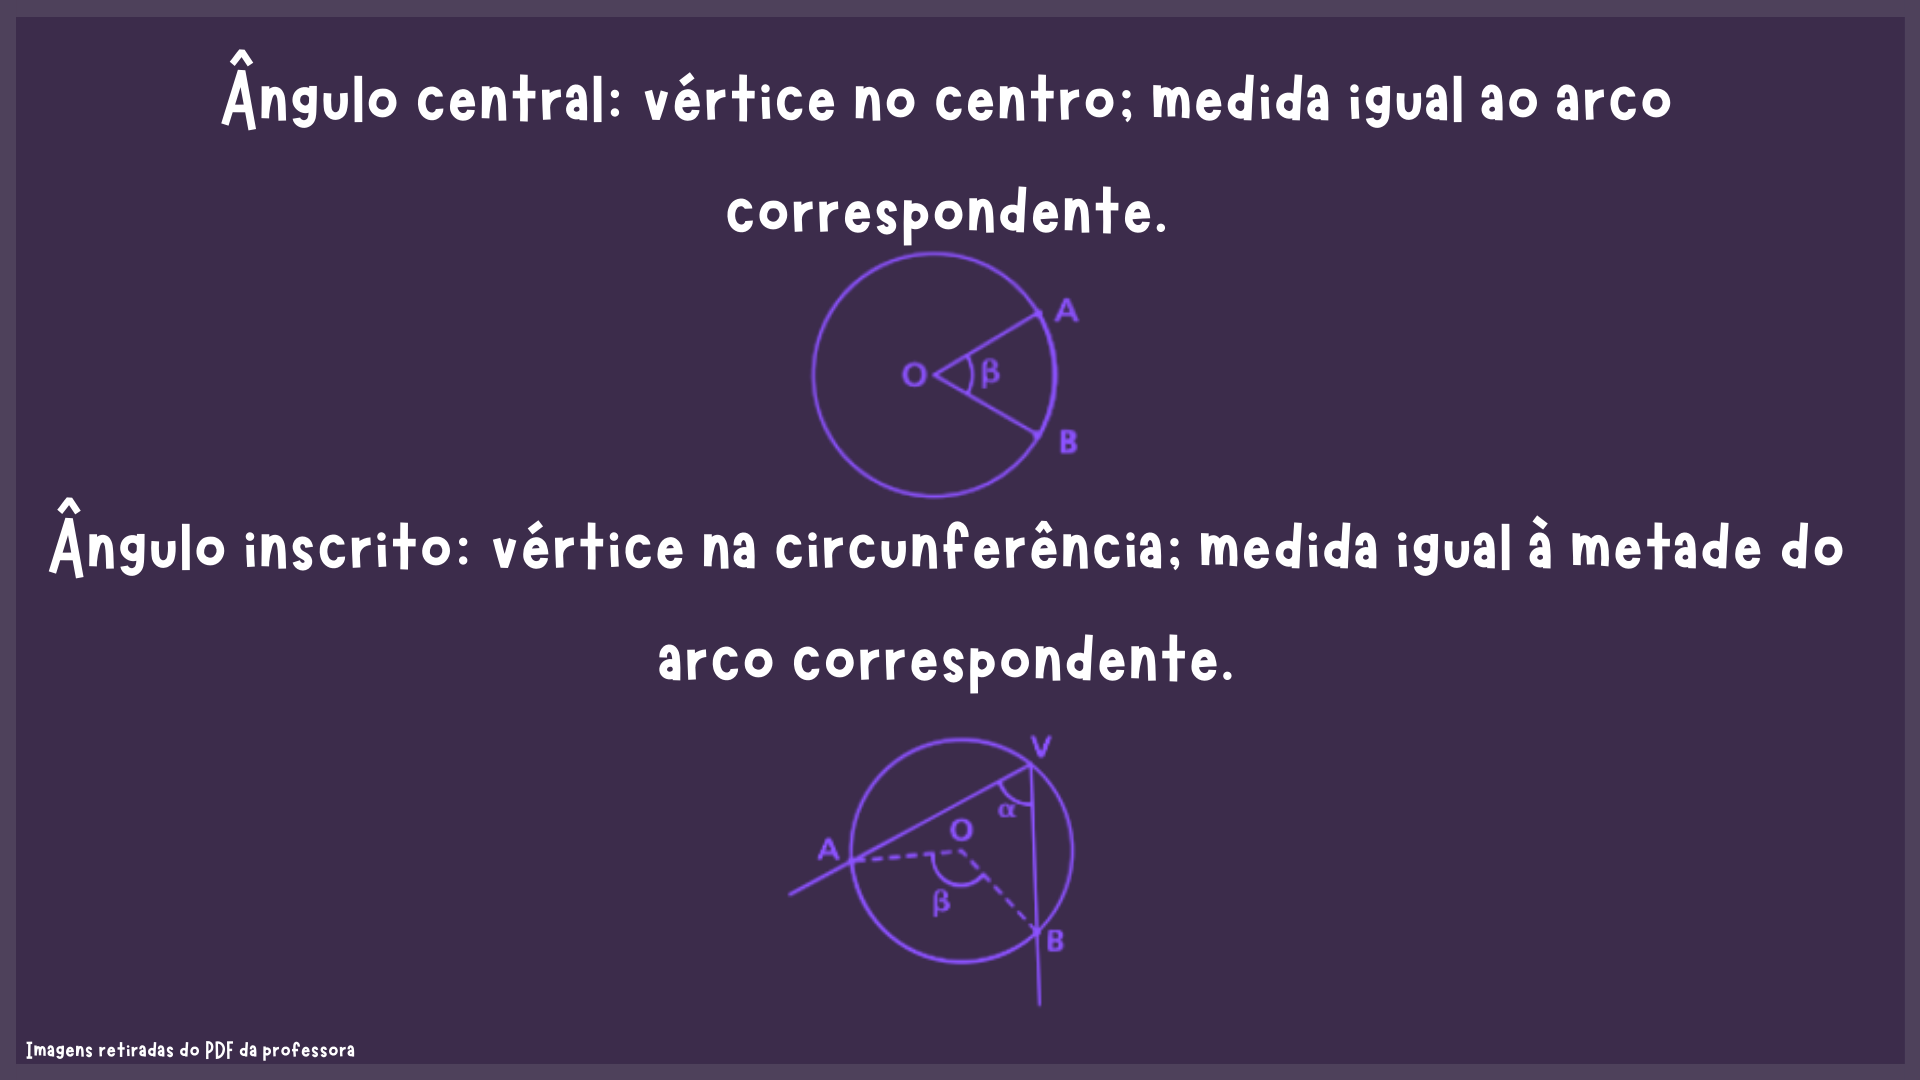 Ângulo central: vértice no centro; medida igual ao arco
correspondente.
A
O β
B
Ângulo inscrito: vértice na circunferência; medida igual à metade do
arco correspondente.
V
α
O
A
β
B
Imagens retiradas do PDF da professora